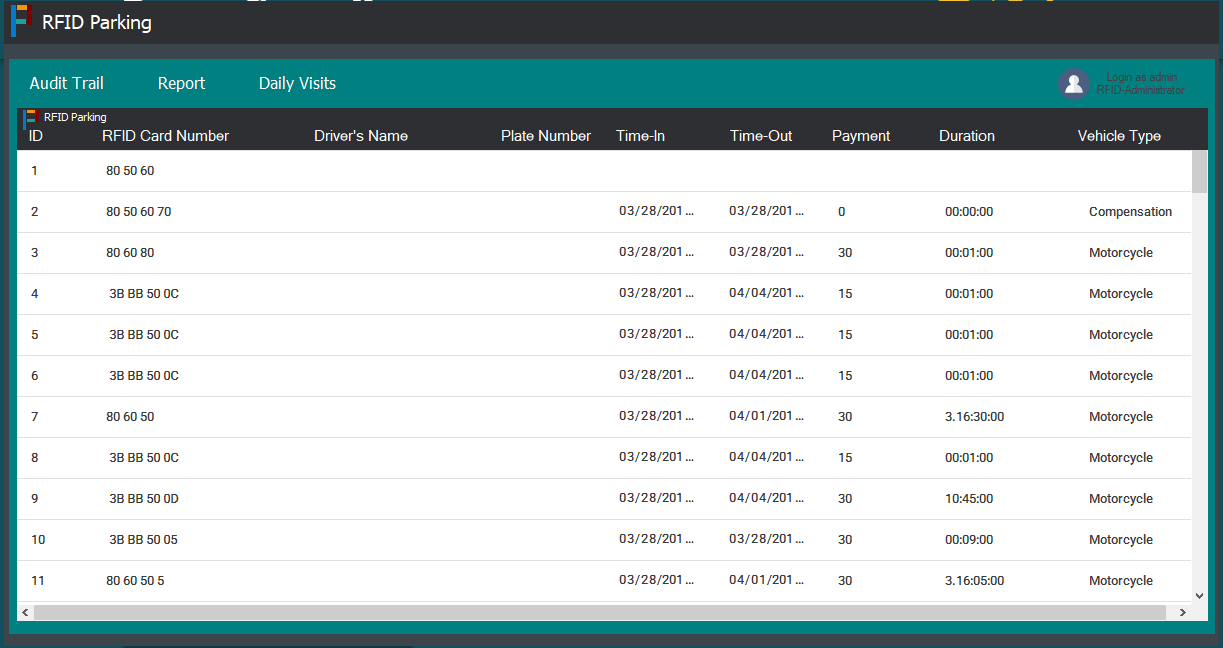 RFID Parking
Audit Trail Report Daily Visits
Login as admin
RFID-Administrator
RFID Parking
ID RFID Card Number Driver's Name Plate Number Time-In Time-Out Payment Duration Vehicle Type
1 80 50 60
2 80 50 60 70 03/28/201... 03/28/201... 0 00:00:00 Compensation
3 80 60 80 03/28/201... 03/28/201... 30 00:01:00 Motorcycle
4 3B BB 50 0C 03/28/201... 04/04/201... 15 00:01:00 Motorcycle
5 3B BB 50 0C 03/28/201... 04/04/201... 15 00:01:00 Motorcycle
6 3B BB 50 0C 03/28/201... 04/04/201... 15 00:01:00 Motorcycle
7 80 60 50 03/28/201... 04/01/201... 30 3.16:30:00 Motorcycle
8 3B BB 50 0C 03/28/201... 04/04/201... 15 00:01:00 Motorcycle
9 3B BB 50 0D 03/28/201... 04/04/201... 30 10:45:00 Motorcycle
10 3B BB 50 05 03/28/201... 03/28/201... 30 00:09:00 Motorcycle
11 80 60 50 5 03/28/201... 04/01/201... 30 3.16:05:00 Motorcycle